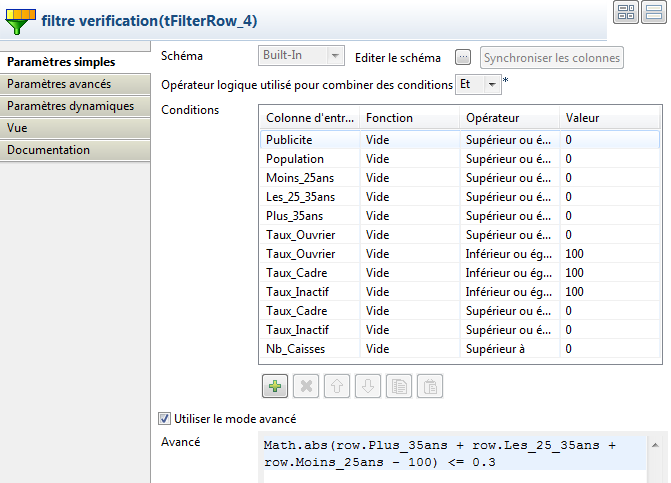 filtre verification(tFilterRow_4)
Paramètres simples
Paramètres avancés
Paramètres dynamiques
Vue
Documentation
Schéma Built-In Editer le schéma ... Synchroniser les colonnes
Opérateur logique utilisé pour combiner des conditions Et *
Conditions
Colonne d'entr... Fonction Opérateur Valeur
Publicite Vide Supérieur ou é... 0
Population Vide Supérieur ou é... 0
Moins_25ans Vide Supérieur ou é... 0
Les_25_35ans Vide Supérieur ou é... 0
Plus_35ans Vide Supérieur ou é... 0
Taux_Ouvrier Vide Supérieur ou é... 0
Taux_Ouvrier Vide Inférieur ou ég... 100
Taux_Cadre Vide Inférieur ou ég... 100
Taux_Inactif Vide Inférieur ou ég... 100
Taux_Cadre Vide Supérieur ou é... 0
Taux_Inactif Vide Supérieur ou é... 0
Nb_Caisses Vide Supérieur à 0
Utiliser le mode avancé
Avancé
Math.abs(row.Plus_35ans + row.Les_25_35ans +
row.Moins_25ans - 100) <= 0.3